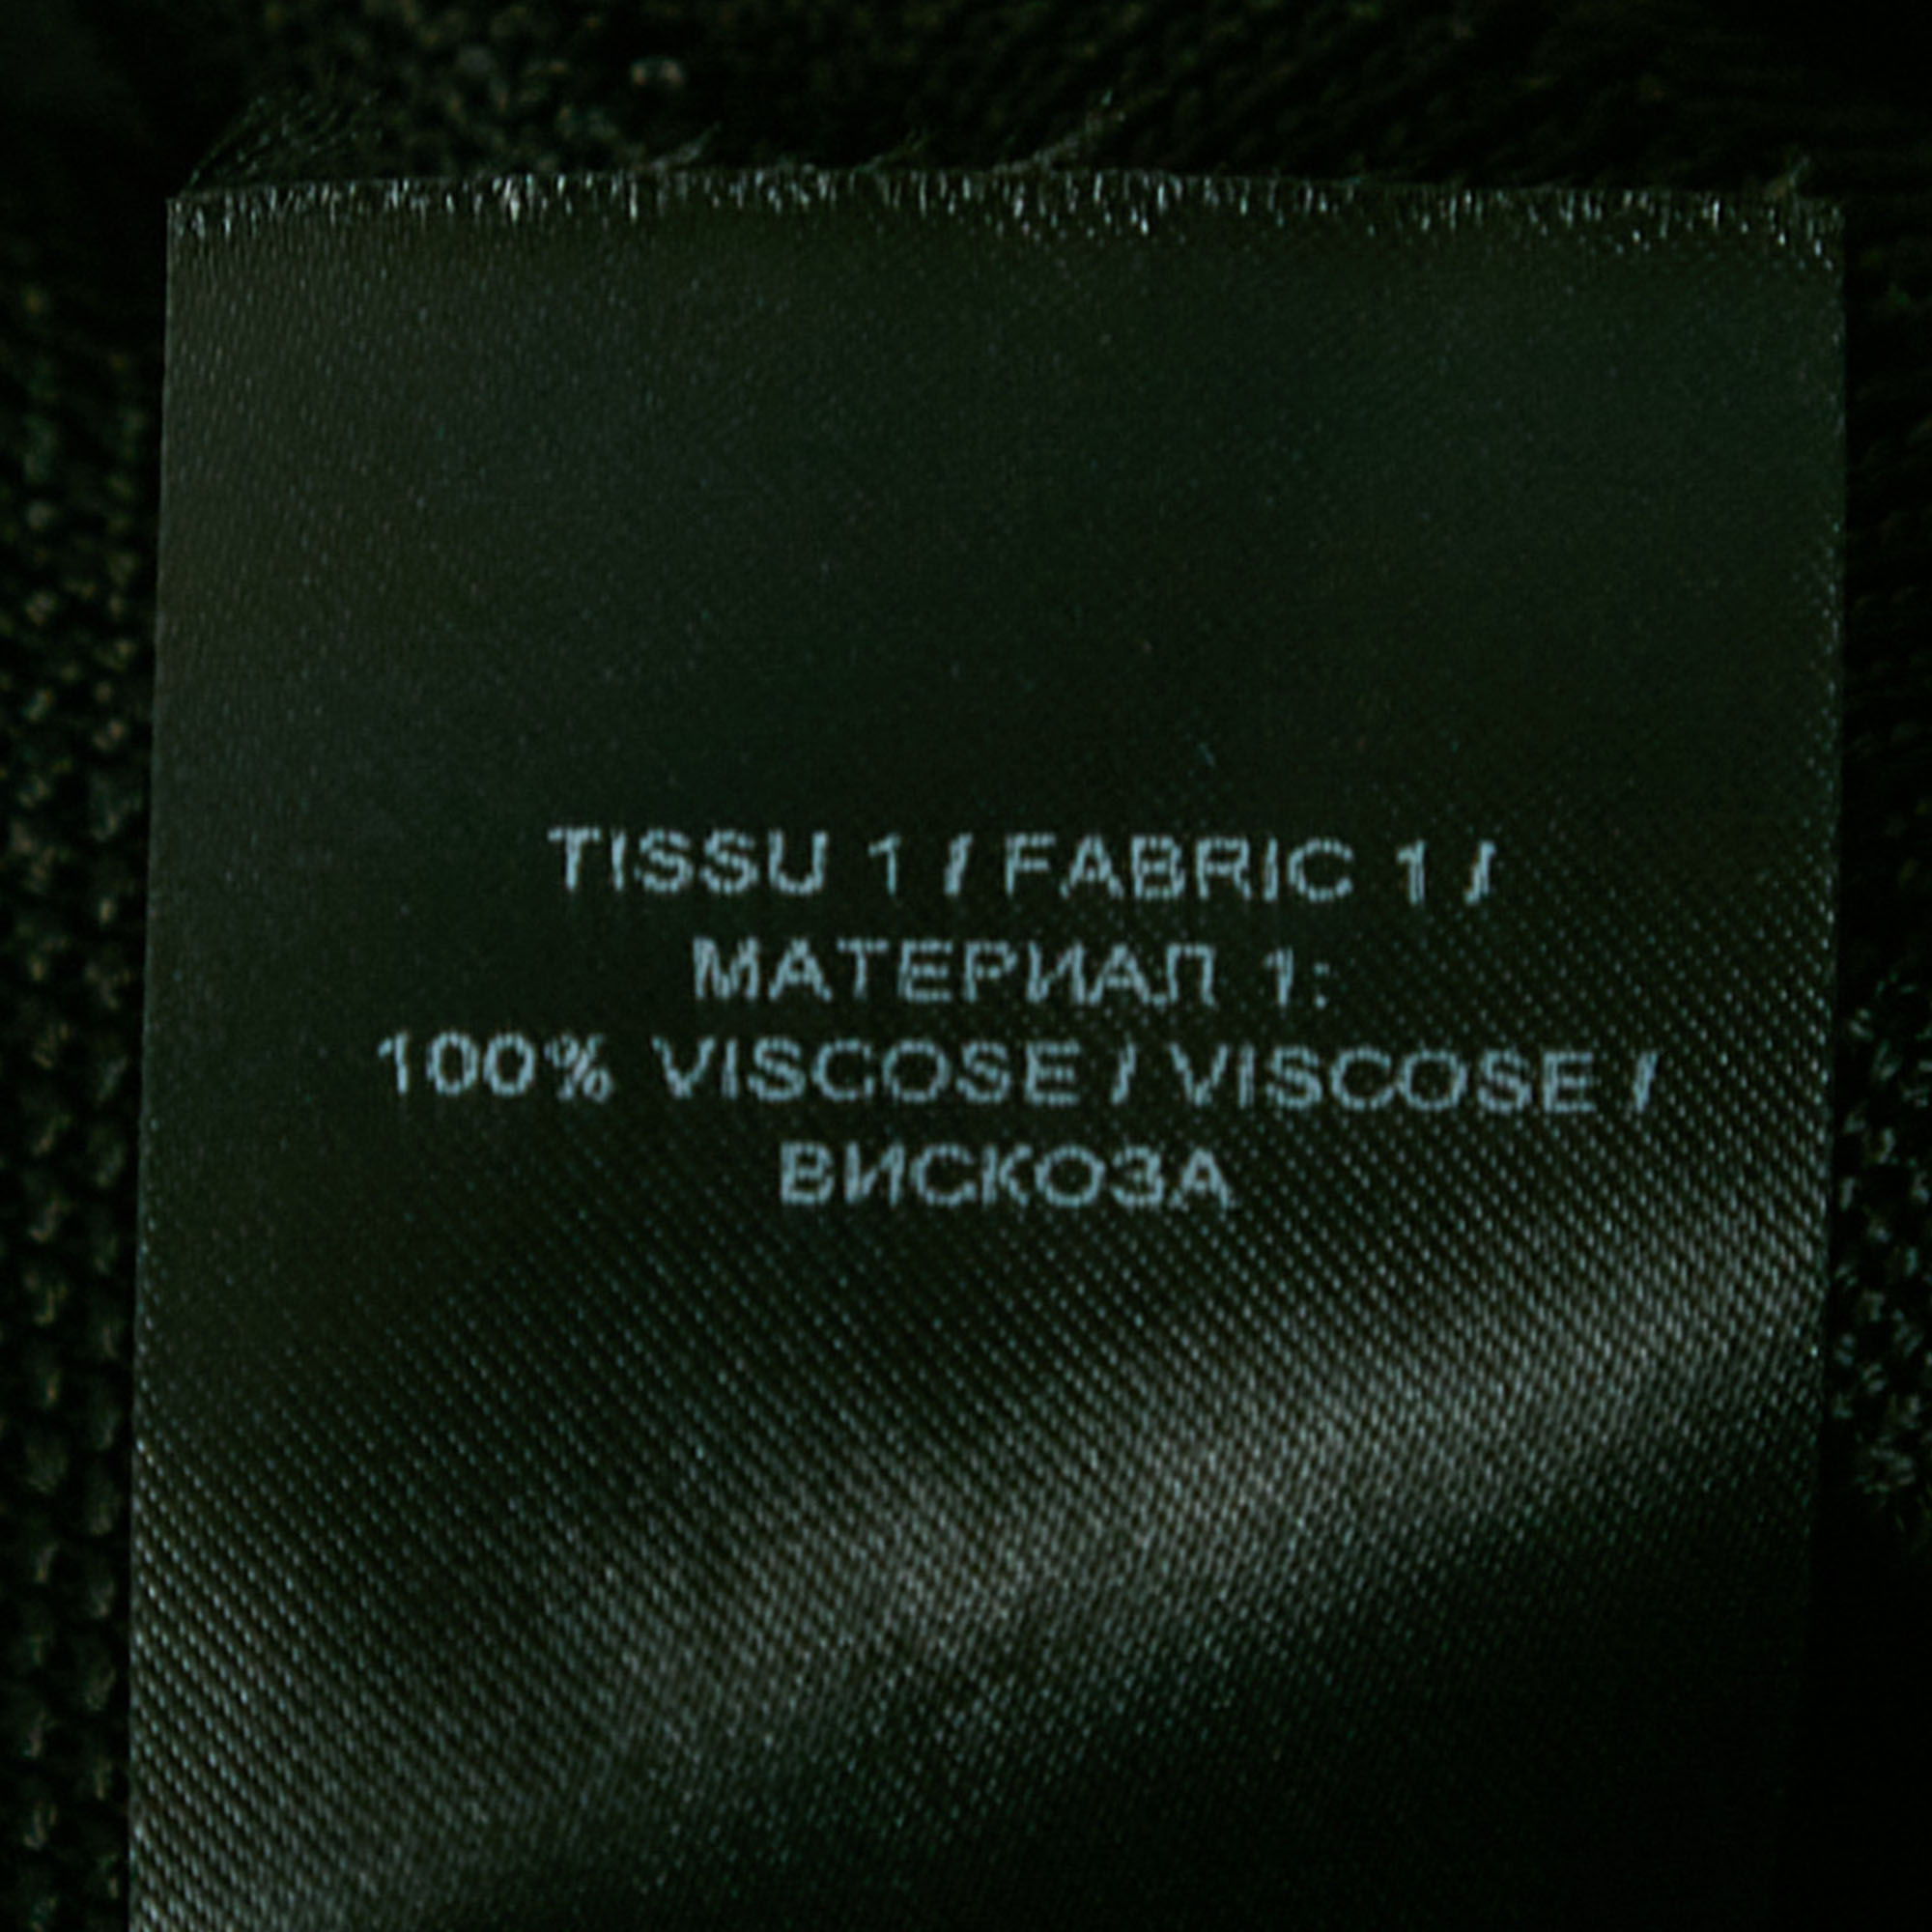 TISSU 1 / FABRIC 1 /
МАТЕРИАЛ 1:
100% VISCOSE / VISCOSE /
ВИСКОЗА